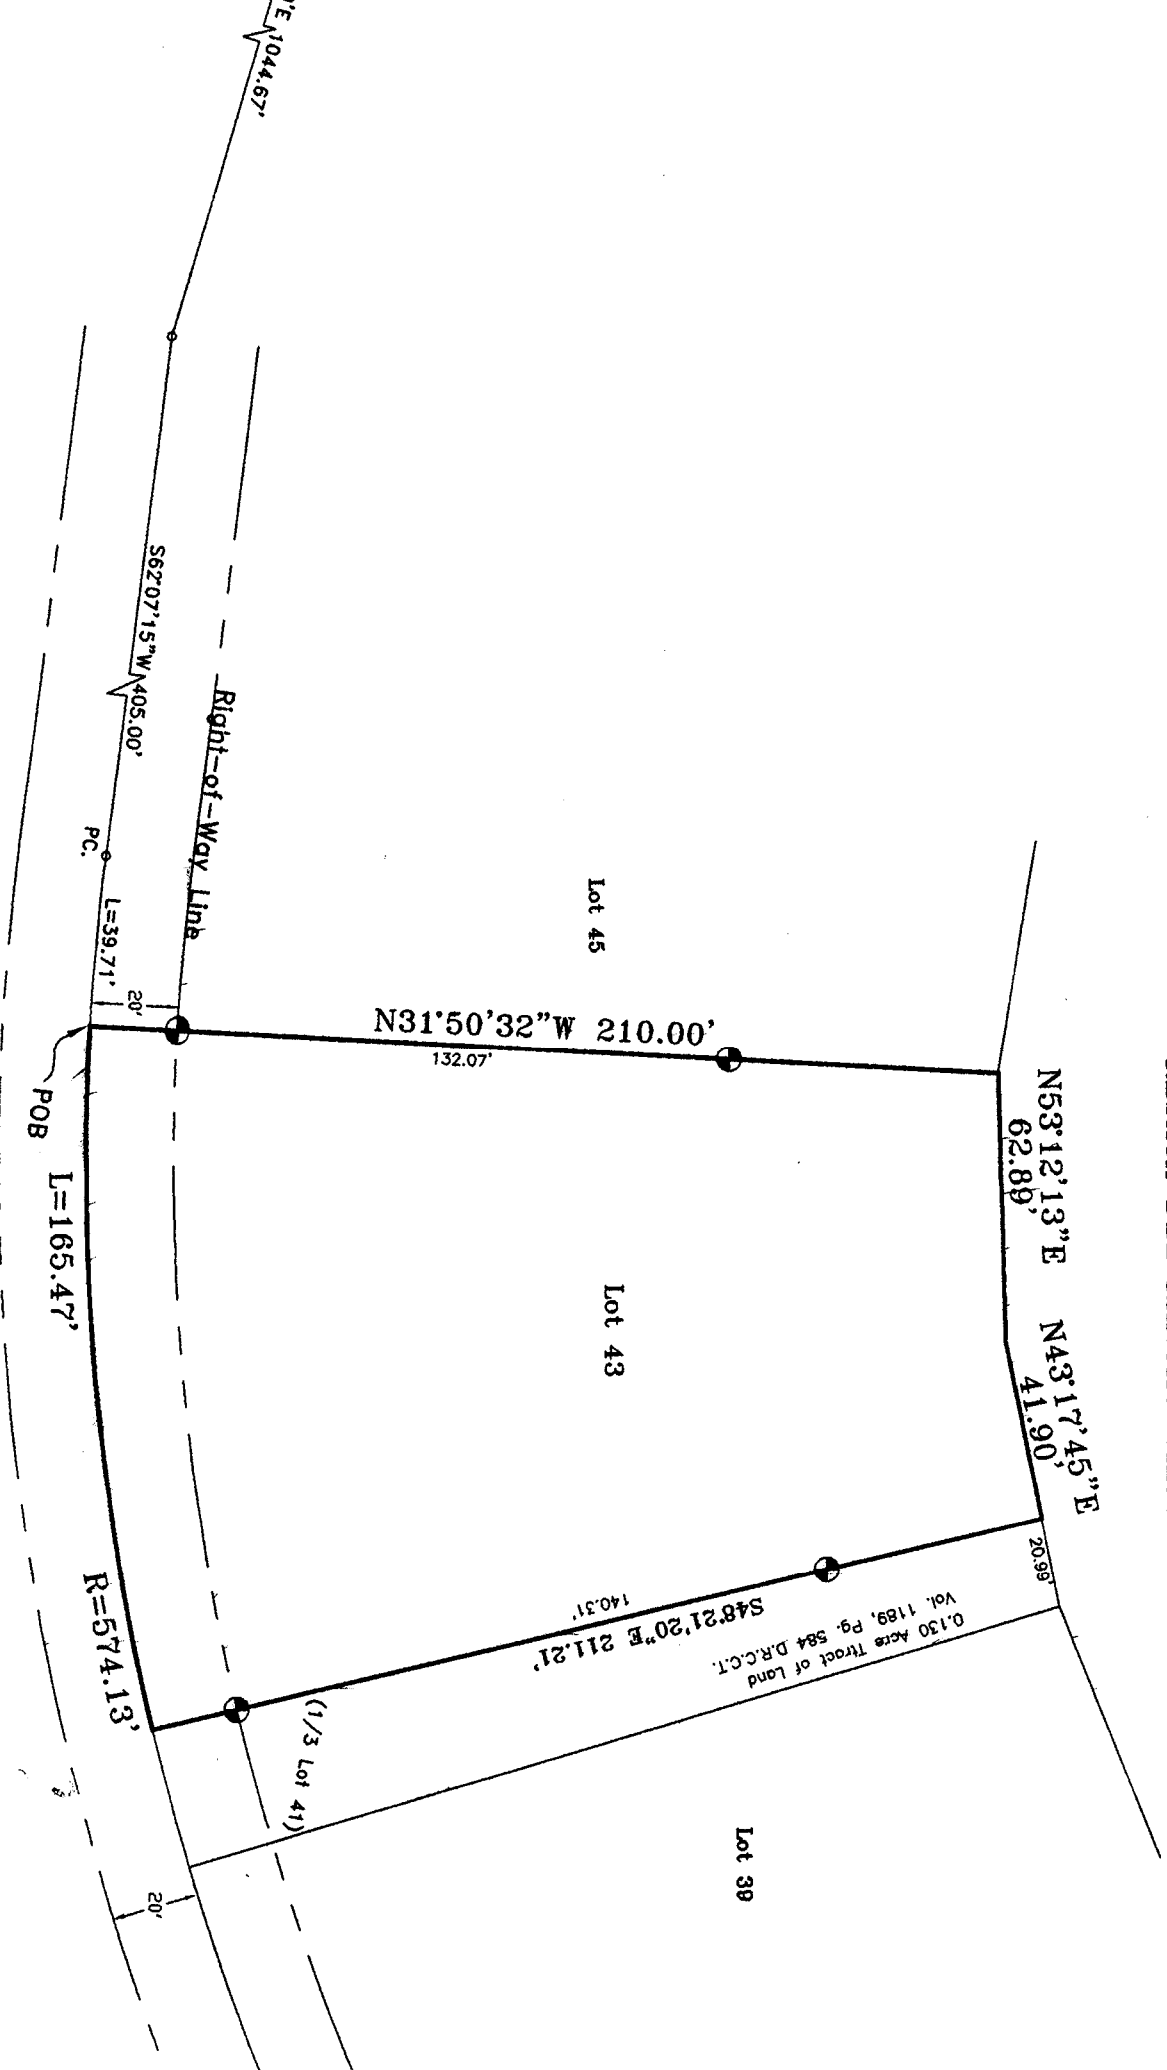 "E 1044.67'
S62°07'15"W 405.00'
Right-of-Way Line
PC.
L=39.71'
20'
POB
Lot 45
N31°50'32"W 210.00'
132.07'
N53°12'13"E
62.89'
N43°17'45"E
41.90'
20.99'
Lot 43
L=165.47'
R=574.13'
S48°21'20"E 211.21'
140.31'
0.130 Acre Ttract of Land
Vol. 1189, Pg. 584 D.R.C.C.T.
(1/3 Lot 41)
Lot 39
20'